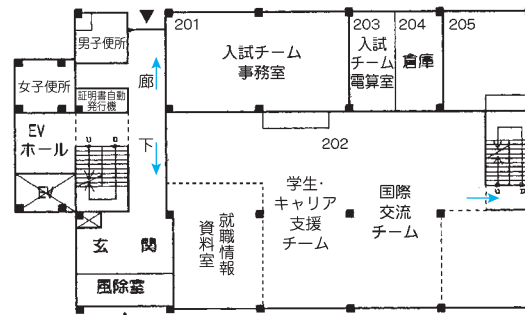 201
203
204
205
男子便所
入試チーム
事務室
入試
チーム
電算室
倉庫
廊
下
女子便所
証明書自動
発行機
EV
ホール
202
EV
学生・
キャリア
支援
チーム
国際
交流
チーム
就職情報
資料室
玄関
風除室